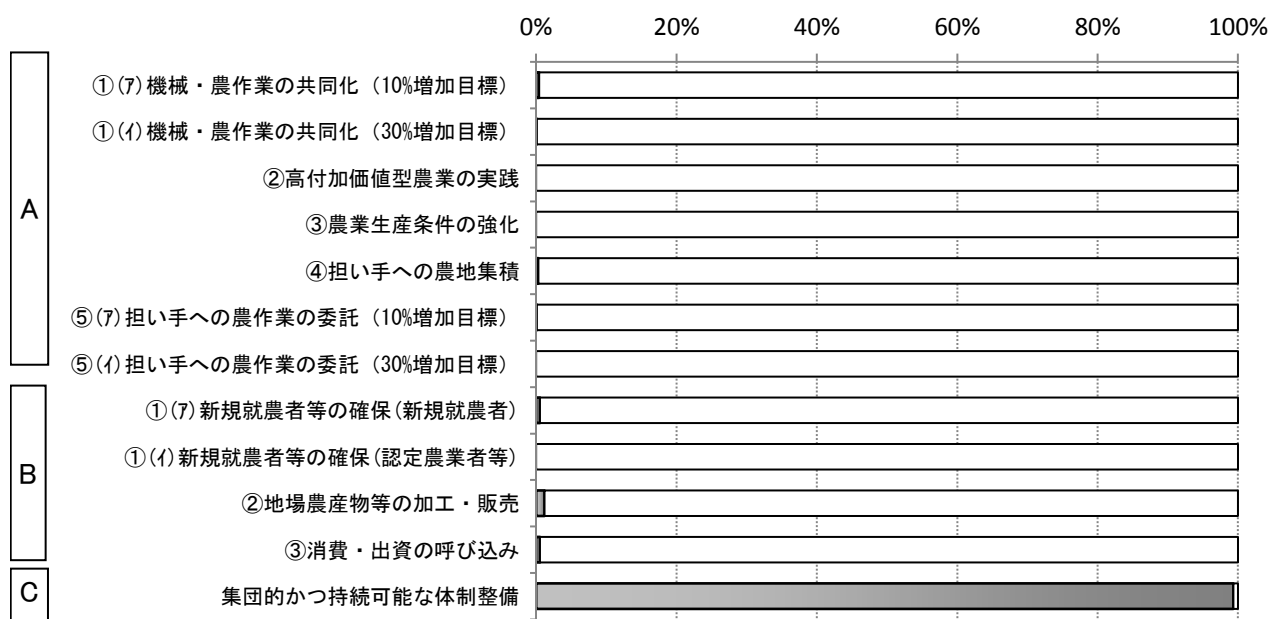 0% 20% 40% 60% 80% 100%
A
①(ｱ)機械・農作業の共同化（10%増加目標）
①(ｲ)機械・農作業の共同化（30%増加目標）
②高付加価値型農業の実践
③農業生産条件の強化
④担い手への農地集積
⑤(ｱ)担い手への農作業の委託（10%増加目標）
⑤(ｲ)担い手への農作業の委託（30%増加目標）
B
①(ｱ)新規就農者等の確保(新規就農者)
①(ｲ)新規就農者等の確保(認定農業者等)
②地場農産物等の加工・販売
③消費・出資の呼び込み
C
集団的かつ持続可能な体制整備